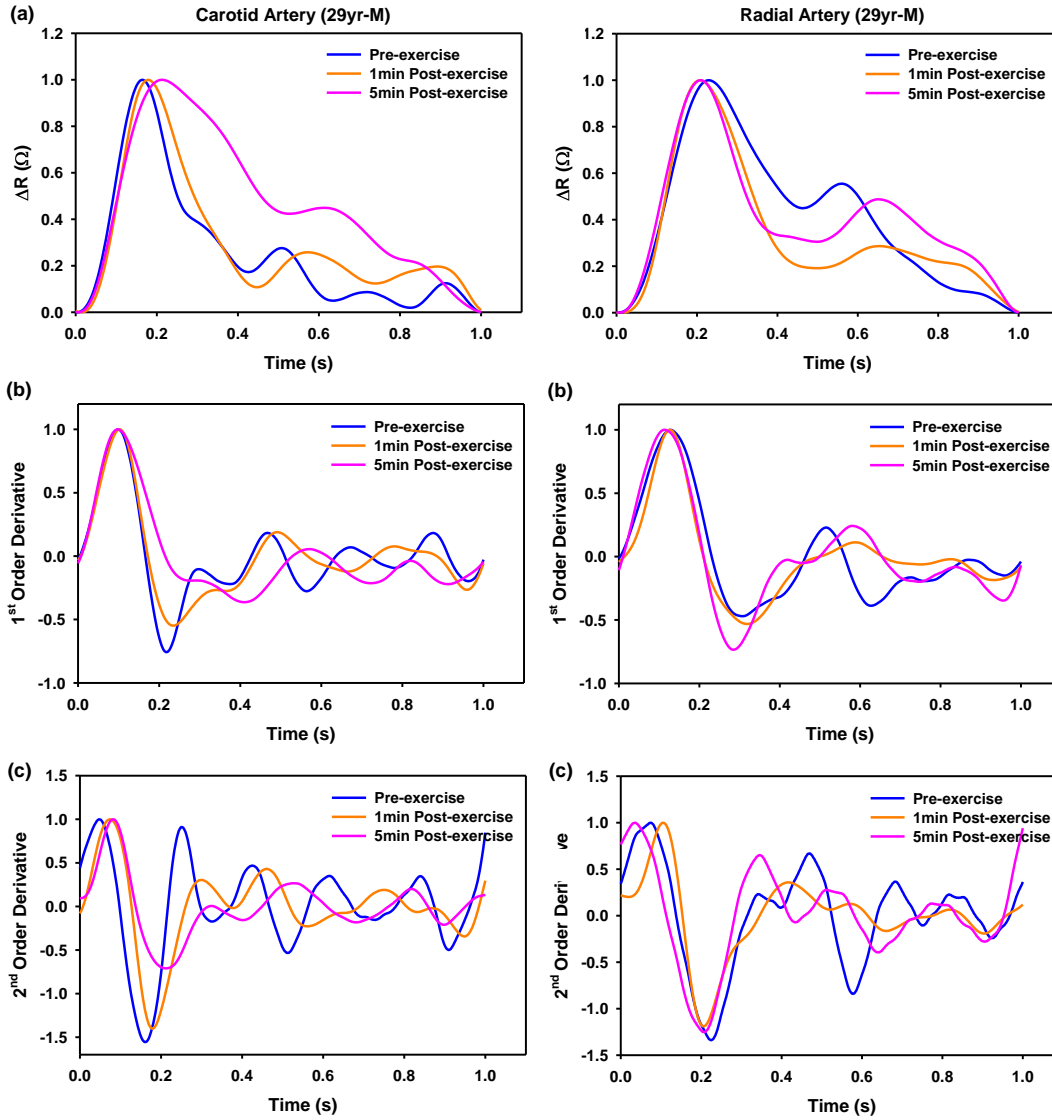 (a)
Carotid Artery (29yr-M)
1.0
0.8
0.6
0.4
0.2
0.0
ΔR (Ω)
Pre-exercise
1min Post-exercise
5min Post-exercise
0.0 0.2 0.4 0.6 0.8 1.0
Time (s)
Radial Artery (29yr-M)
1.0
0.8
0.6
0.4
0.2
0.0
ΔR (Ω)
Pre-exercise
1min Post-exercise
5min Post-exercise
0.0 0.2 0.4 0.6 0.8 1.0
Time (s)
(b)
1.0
0.5
0.0
-0.5
-1.0
1st Order Derivative
Pre-exercise
1min Post-exercise
5min Post-exercise
0.0 0.2 0.4 0.6 0.8 1.0
Time (s)
(b)
1.0
0.5
0.0
-0.5
-1.0
1st Order Derivative
Pre-exercise
1min Post-exercise
5min Post-exercise
0.0 0.2 0.4 0.6 0.8 1.0
Time (s)
(c)
1.5
1.0
0.5
0.0
-0.5
-1.0
-1.5
2nd Order Derivative
Pre-exercise
1min Post-exercise
5min Post-exercise
0.0 0.2 0.4 0.6 0.8 1.0
Time (s)
(c)
1.5
1.0
0.5
0.0
-0.5
-1.0
-1.5
2nd Order Deri ve
Pre-exercise
1min Post-exercise
5min Post-exercise
0.0 0.2 0.4 0.6 0.8 1.0
Time (s)